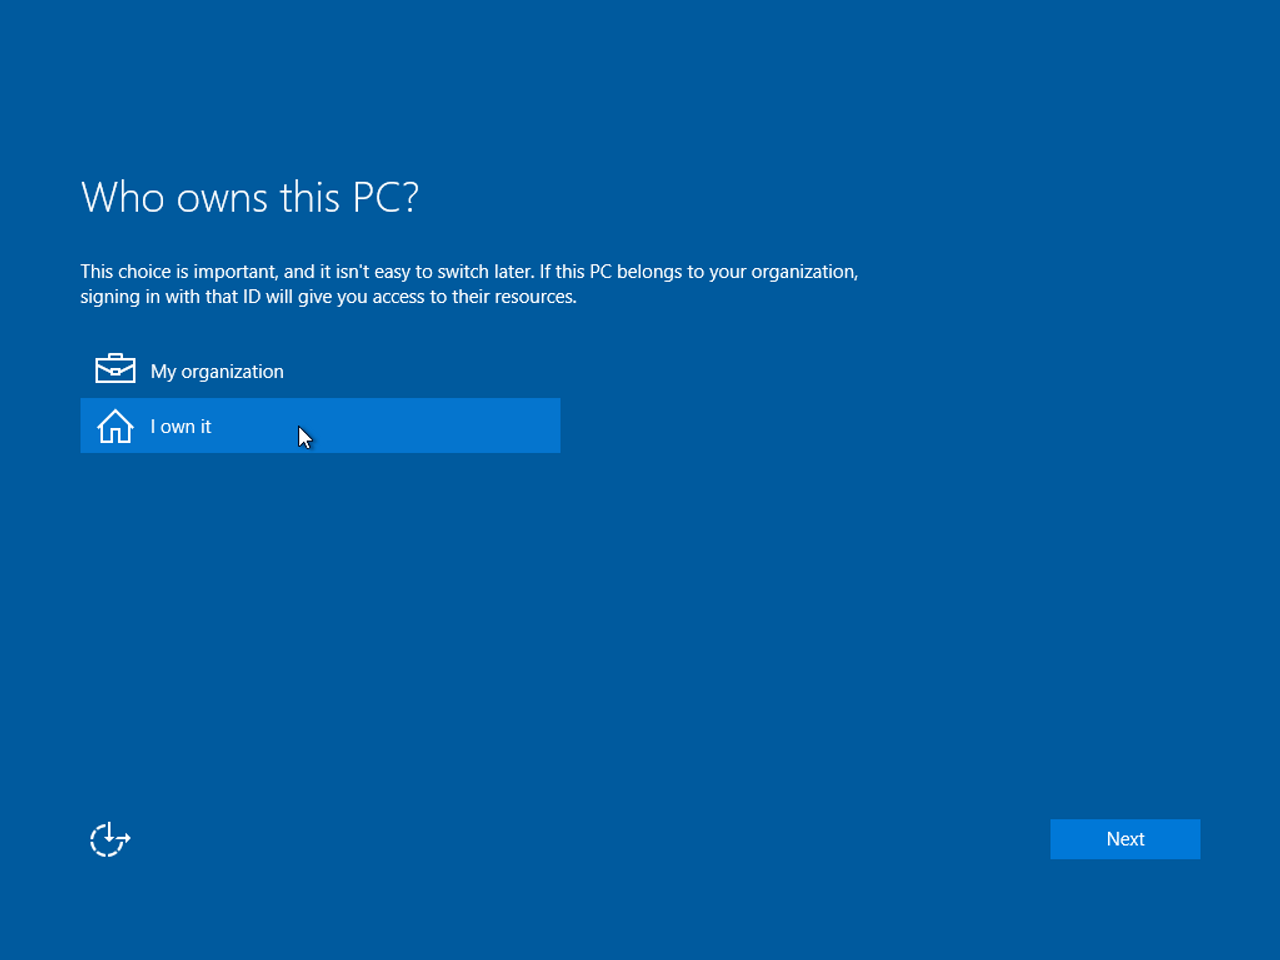 Who owns this PC?
This choice is important, and it isn't easy to switch later. If this PC belongs to your organization,
signing in with that ID will give you access to their resources.
My organization
I own it
Next